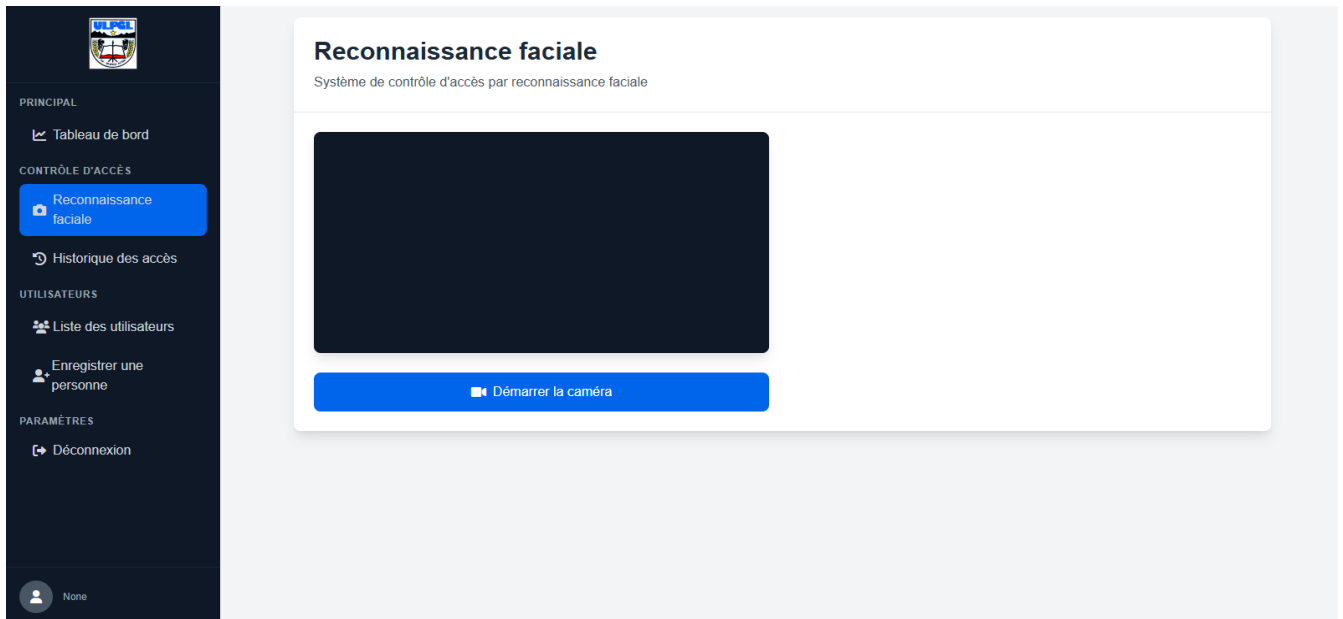 ULPGL
PRINCIPAL
Tableau de bord
CONTRÔLE D'ACCÈS
Reconnaissance
faciale
Historique des accès
UTILISATEURS
Liste des utilisateurs
Enregistrer une
personne
PARAMÈTRES
Déconnexion
None
Reconnaissance faciale
Système de contrôle d'accès par reconnaissance faciale
Démarrer la caméra